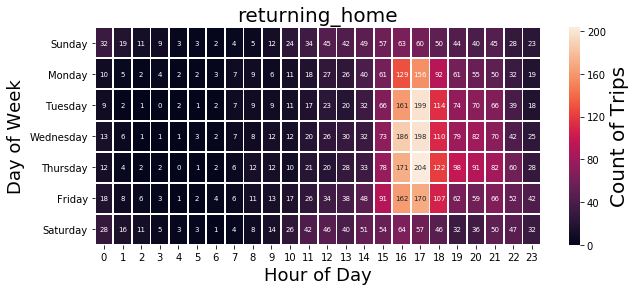 returning_home
Day of Week
Sunday 32 19 11 9 3 3 2 4 5 12 24 34 45 42 49 57 63 60 50 44 40 45 28 23
Monday 10 5 2 4 2 2 3 7 9 6 11 18 27 26 40 61 129 156 92 61 55 50 32 19
Tuesday 9 2 1 0 2 1 2 7 9 9 11 17 23 20 32 66 161 199 114 74 70 66 39 18
Wednesday 13 6 1 1 1 3 2 7 8 12 12 20 26 30 32 73 186 198 110 79 82 70 42 25
Thursday 12 4 2 2 0 1 2 6 12 12 10 21 20 28 33 78 171 204 122 98 91 82 60 28
Friday 18 8 6 3 1 2 4 6 11 13 17 26 34 38 48 91 162 170 107 62 59 66 52 42
Saturday 28 16 11 5 3 3 1 4 8 14 26 42 46 40 51 54 64 57 46 32 36 50 47 32
0 1 2 3 4 5 6 7 8 9 10 11 12 13 14 15 16 17 18 19 20 21 22 23
Hour of Day
200
160
120
80
40
0
Count of Trips